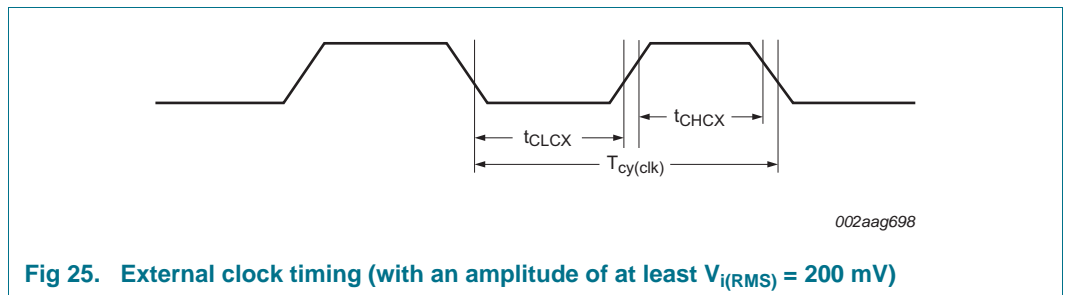 tCHCX
tCLCX
Tcy(clk)
002aag698
Fig 25. External clock timing (with an amplitude of at least Vi(RMS) = 200 mV)